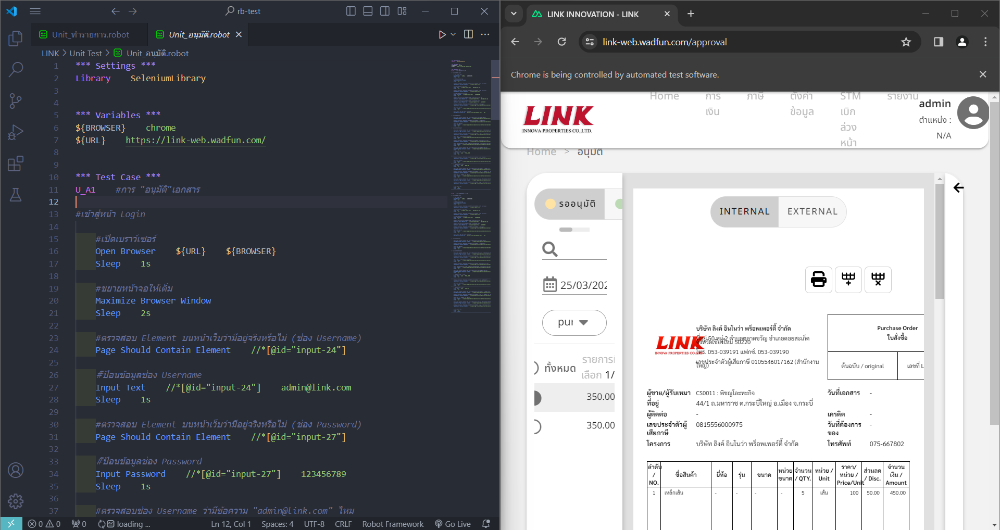 rb-test
Unit_ทำรายการ.robot
Unit_อนุมัติ.robot
LINK > Unit Test > Unit_อนุมัติ.robot
1 *** Settings ***
2 Library    SeleniumLibrary
3
4
5 *** Variables ***
6 ${BROWSER}    chrome
7 ${URL}    https://link-web.wadfun.com/
8
9
10 *** Test Case ***
11 U_A1    #การ "อนุมัติ"เอกสาร
12
13 #เข้าสู่หน้า Login
14
15 #เปิดเบราว์เซอร์
16 Open Browser    ${URL}    ${BROWSER}
17 Sleep    1s
18
19 #ขยายหน้าจอให้เต็ม
20 Maximize Browser Window
21 Sleep    2s
22
23 #ตรวจสอบ Element บนหน้าเว็บว่ามีอยู่จริงหรือไม่ (ช่อง Username)
24 Page Should Contain Element    //*[@id="input-24"]
25
26 #ป้อนข้อมูลช่อง Username
27 Input Text    //*[@id="input-24"]    admin@link.com
28 Sleep    1s
29
30 #ตรวจสอบ Element บนหน้าเว็บว่ามีอยู่จริงหรือไม่ (ช่อง Password)
31 Page Should Contain Element    //*[@id="input-27"]
32
33 #ป้อนข้อมูลช่อง Password
34 Input Password    //*[@id="input-27"]    123456789
35 Sleep    1s
36
37 #ตรวจสอบช่อง Username ว่ามีข้อความ "admin@link.com" ไหม
0 0 0 loading ... Ln 12, Col 1 Spaces: 4 UTF-8 CRLF Robot Framework Go Live
LINK INNOVATION - LINK
link-web.wadfun.com/approval
Chrome is being controlled by automated test software.
LINK
INNOVA PROPERTIES CO.,LTD.
Home
การ
เงิน
ภาษี
ตั้งค่า
ข้อมูล
STM
เบิก
ล่วง
หน้า
รายงาน
admin
ตำแหน่ง :
N/A
Home > อนุมัติ
รออนุมัติ
25/03/202
pur
ทั้งหมด
รายการที่
เลือก 1/
350.00
350.00
INTERNAL EXTERNAL
LINK
INNOVA PROPERTIES CO.,LTD.
บริษัท ลิงค์ อินโนว่า พร็อพเพอร์ตี้ จำกัด
ที่อยู่ 50 หมู่ 2 ตำบลตลาดขวัญ อำเภอดอยสะเก็ด
จังหวัดเชียงใหม่ 50220
โทร. 053-039191 แฟกซ์. 053-039190
เลขประจำตัวผู้เสียภาษี 0105546017162 (สำนักงาน
ใหญ่)
Purchase Order
ใบสั่งซื้อ
ต้นฉบับ / original
เลขที่ L
ผู้ขาย/ผู้รับเหมา CS0011 : พิชญโลหะกิจ
ที่อยู่ 44/1 ถ.มหาราช ต.กระบี่ใหญ่ อ.เมือง จ.กระบี่
ผู้ติดต่อ -
เลขประจำตัวผู้
เสียภาษี 0815556000975
โครงการ บริษัท ลิงค์ อินโนว่า พร็อพเพอร์ตี้ จำกัด
วันที่เอกสาร -
เครดิต -
วันที่ต้องการ
ของ -
โทรศัพท์ 075-667802
ลำดับ / NO. ชื่อสินค้า ยี่ห้อ รุ่น ขนาด หน่วยขนาด จำนวน / QTY. หน่วย / Unit ราคา/หน่วย / Price/Unit ส่วนลด / Disc. จำนวนเงิน / Amount
1 เหล็กเส้น - - - - 5 เส้น 100 50.00 450.00